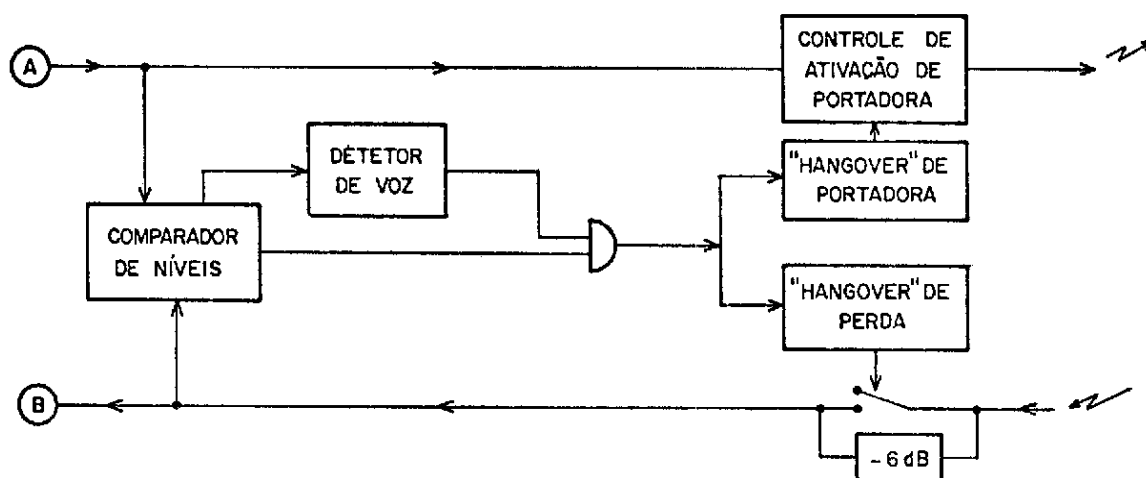 A
CONTROLE DE
ATIVAÇÃO DE
PORTADORA
DETETOR
DE VOZ
"HANGOVER" DE
PORTADORA
COMPARADOR
DE NÍVEIS
"HANGOVER" DE
PERDA
B
- 6 dB